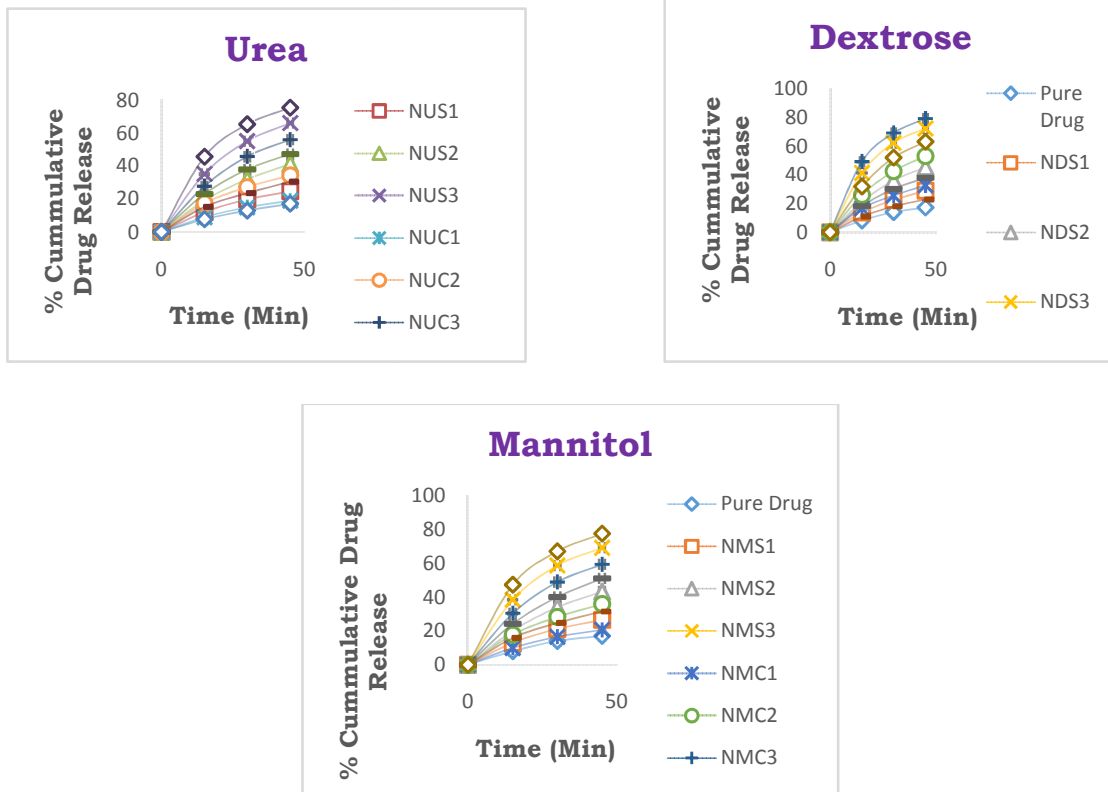 Urea
% Cummulative
Drug Release
80
60
40
20
0
0
50
Time (Min)
NUS1
NUS2
NUS3
NUC1
NUC2
NUC3
Dextrose
% Cummulative
Drug Release
100
80
60
40
20
0
0
50
Time (Min)
Pure
Drug
NDS1
NDS2
NDS3
Mannitol
% Cummulative Drug
Release
100
80
60
40
20
0
0
50
Time (Min)
Pure Drug
NMS1
NMS2
NMS3
NMC1
NMC2
NMC3